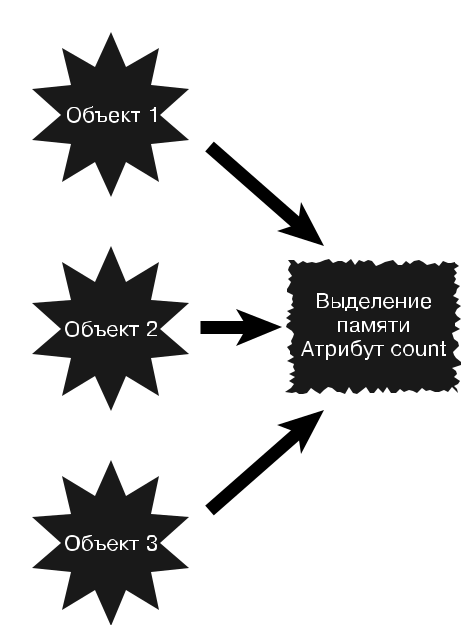 Объект 1
Объект 2
Выделение
памяти
Атрибут count
Объект 3